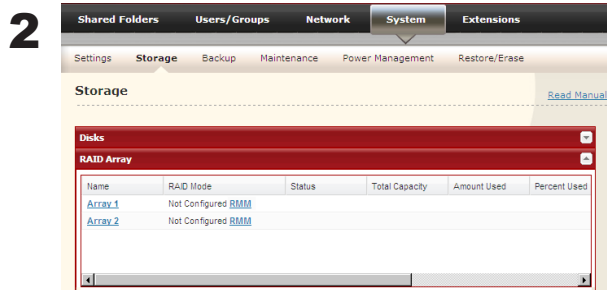 2
Shared Folders Users/Groups Network System Extensions
Settings Storage Backup Maintenance Power Management Restore/Erase
Storage
Read Manual
Disks
RAID Array
Name RAID Mode Status Total Capacity Amount Used Percent Used
Array 1 Not Configured RMM
Array 2 Not Configured RMM